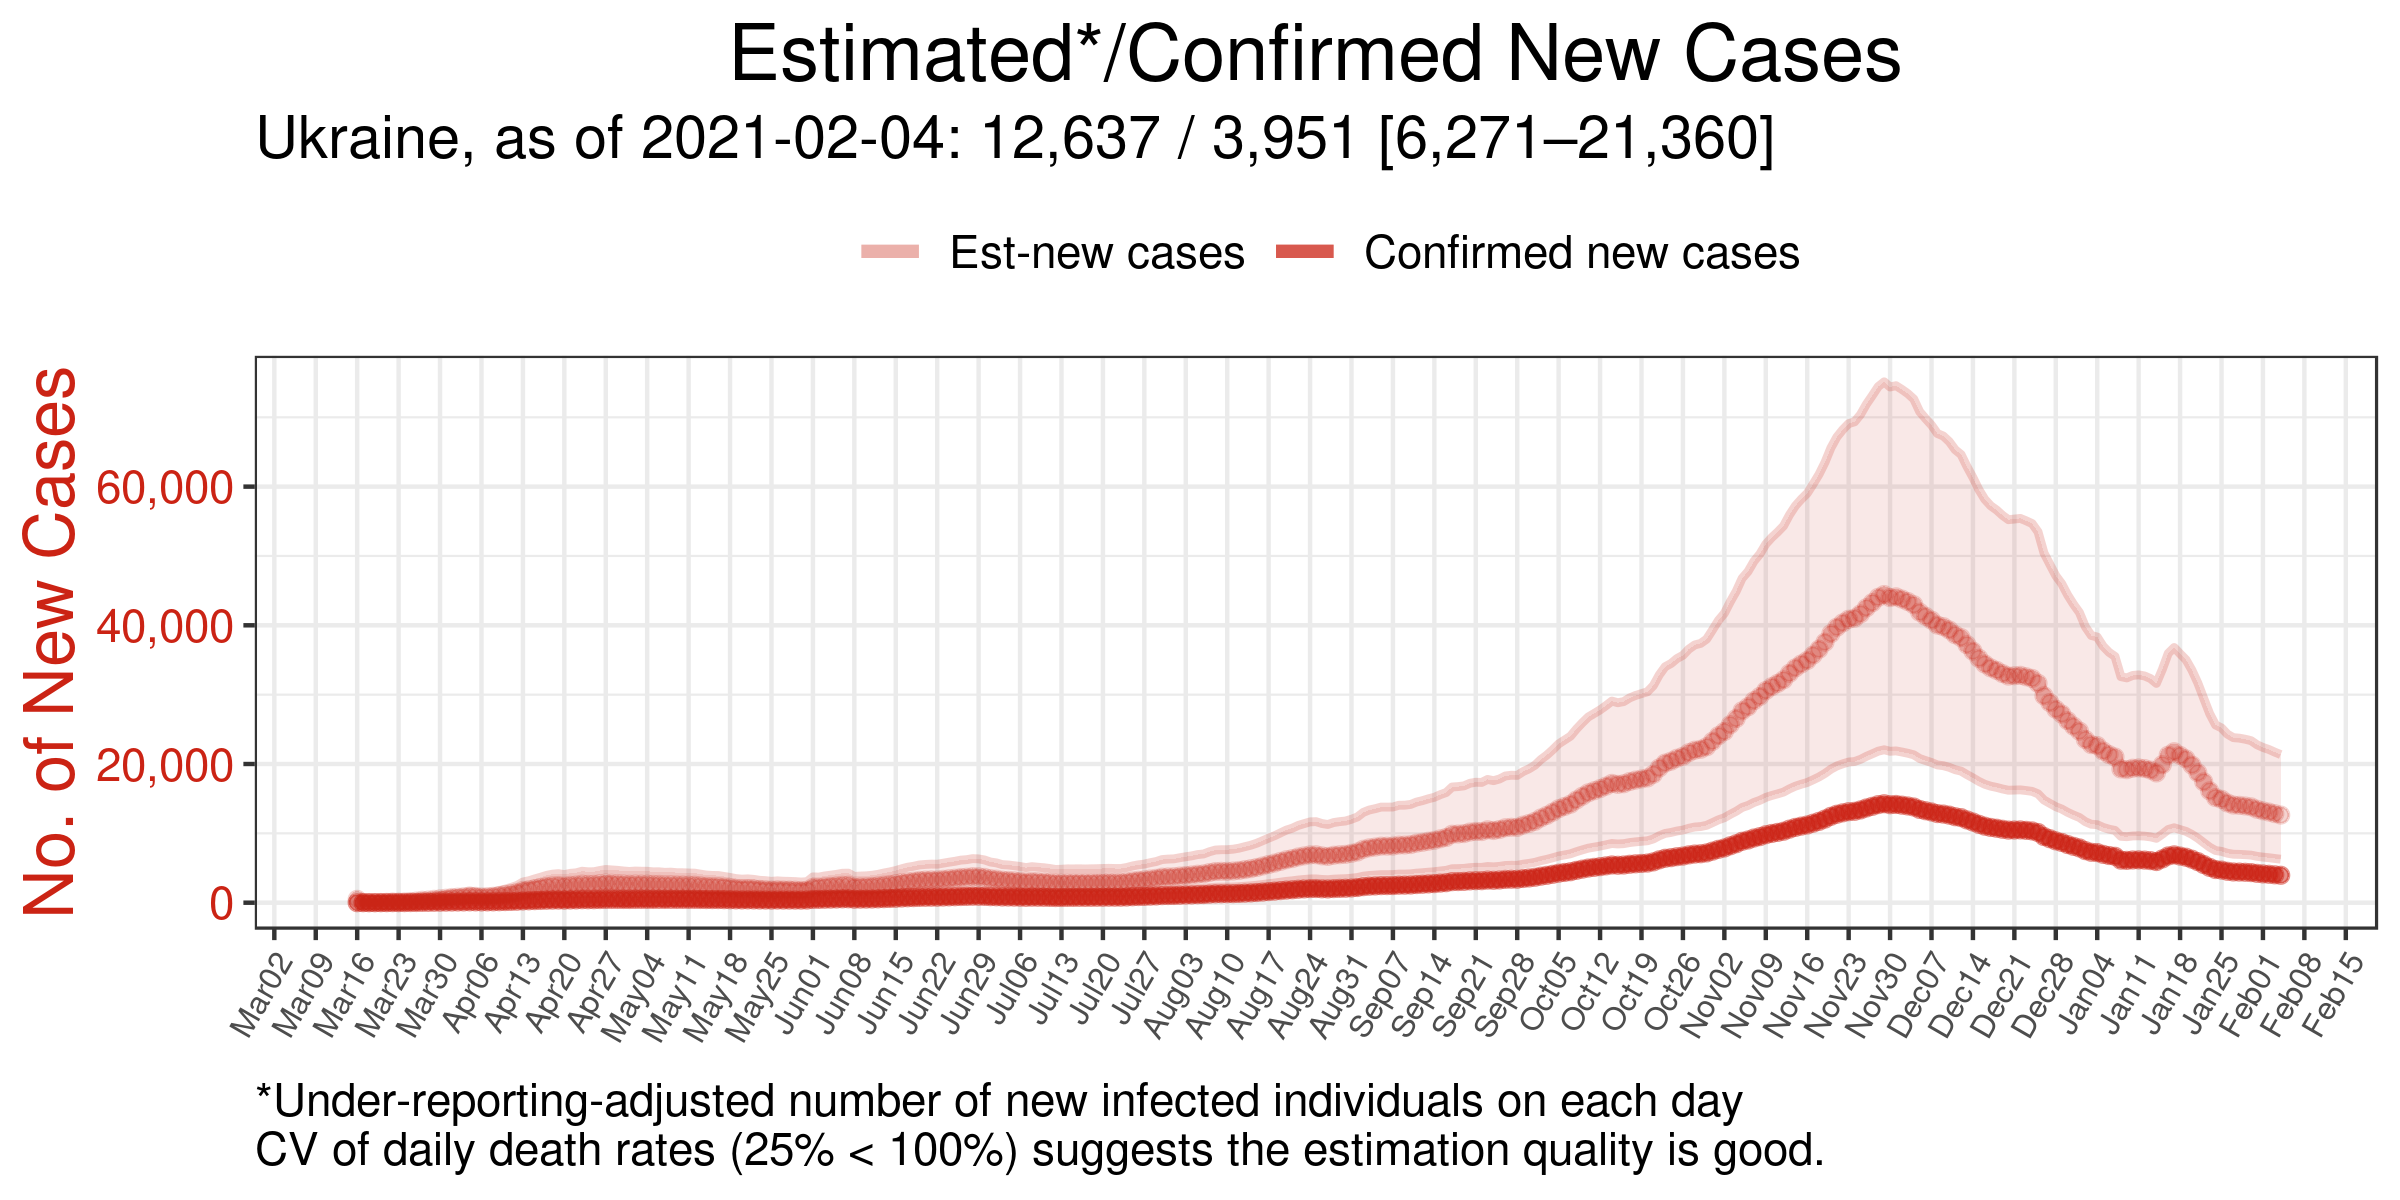 Estimated*/Confirmed New Cases
Ukraine, as of 2021-02-04: 12,637 / 3,951 [6,271–21,360]
Est-new cases Confirmed new cases
No. of New Cases
60,000
40,000
20,000
0
Mar02 Mar09 Mar16 Mar23 Mar30 Apr06 Apr13 Apr20 Apr27 May04 May11 May18 May25 Jun01 Jun08 Jun15 Jun22 Jun29 Jul06 Jul13 Jul20 Jul27 Aug03 Aug10 Aug17 Aug24 Aug31 Sep07 Sep14 Sep21 Sep28 Oct05 Oct12 Oct19 Oct26 Nov02 Nov09 Nov16 Nov23 Nov30 Dec07 Dec14 Dec21 Dec28 Jan04 Jan11 Jan18 Jan25 Feb01 Feb08 Feb15
*Under-reporting-adjusted number of new infected individuals on each day
CV of daily death rates (25% < 100%) suggests the estimation quality is good.